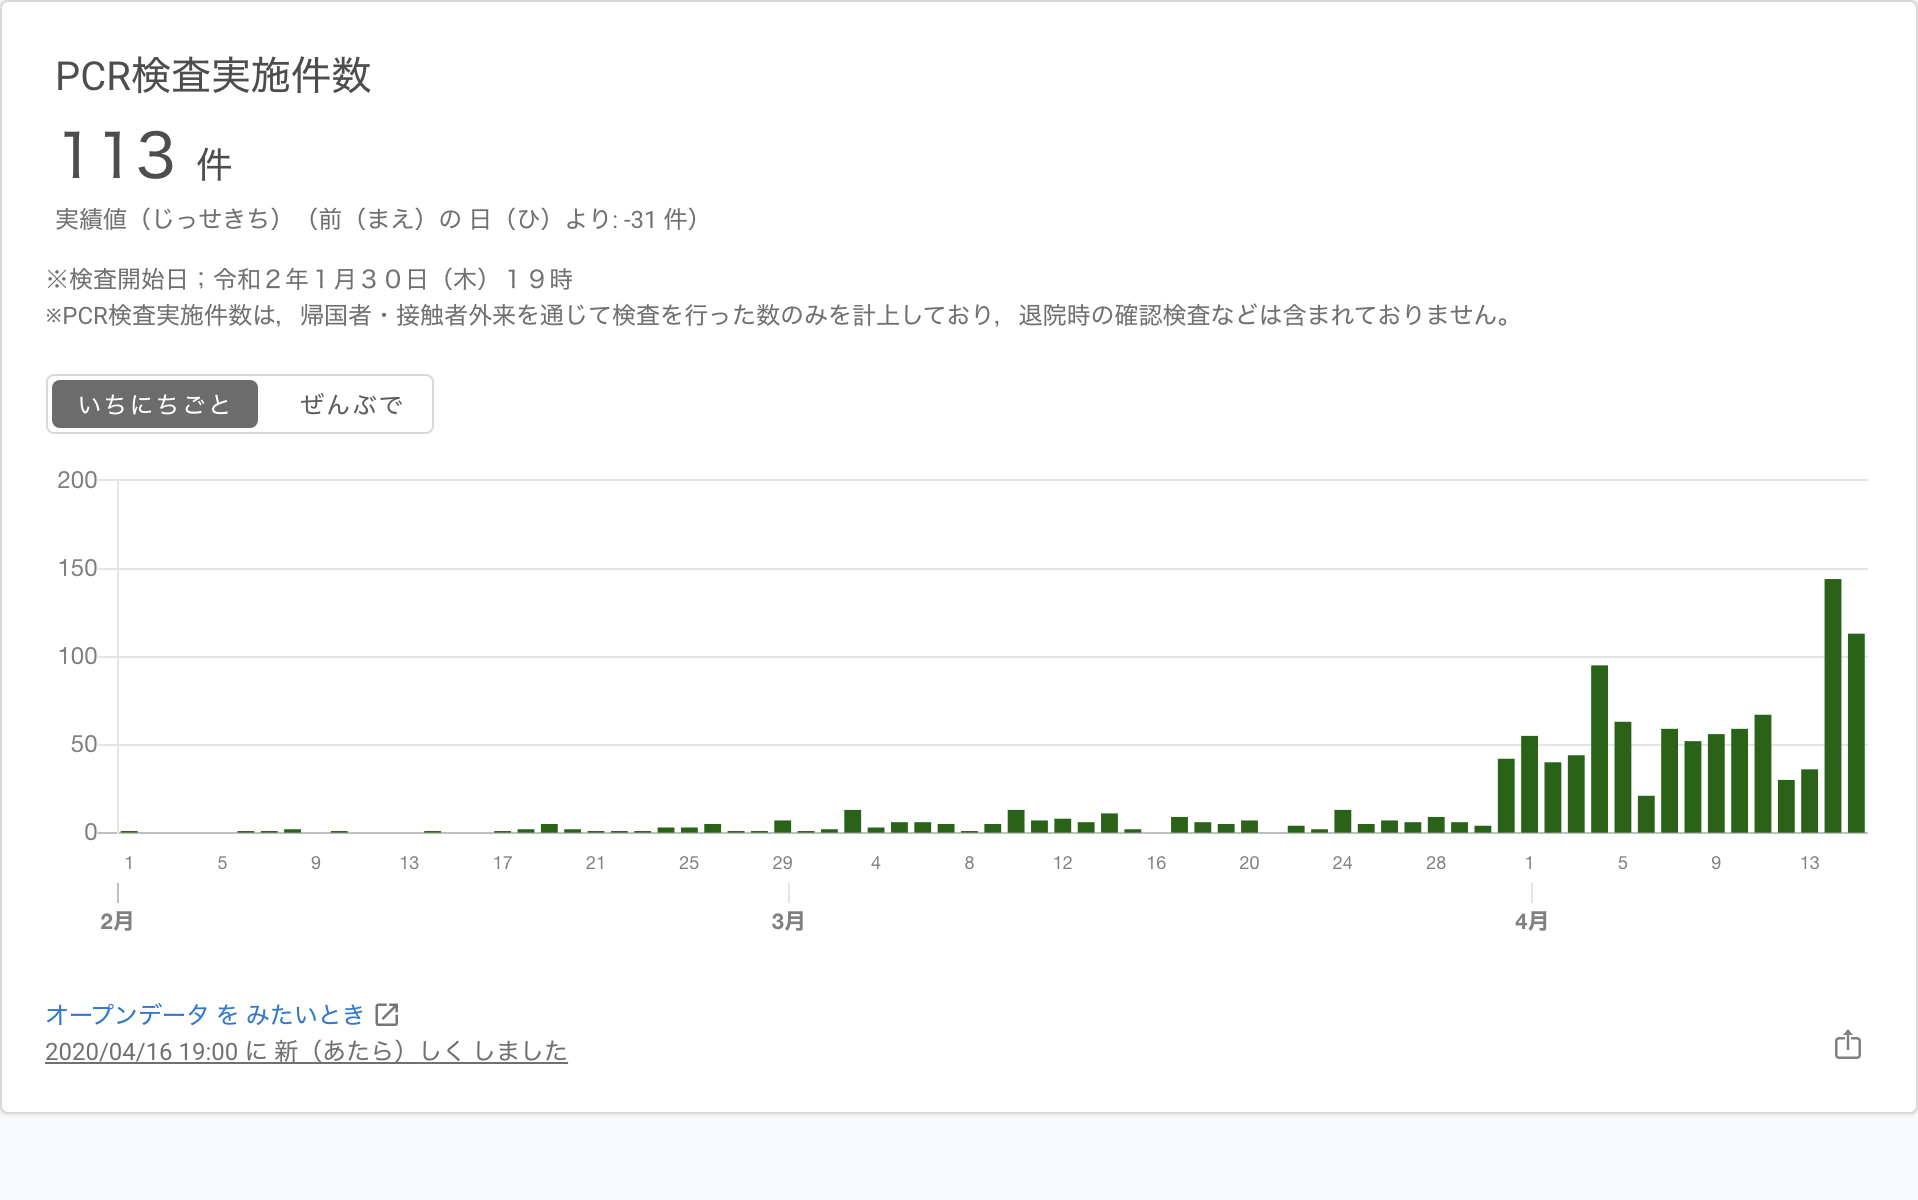 PCR検査実施件数
113 件
実績値（じっせきち）（前（まえ）の 日（ひ）より: -31 件）
※検査開始日；令和２年１月３０日（木）１９時
※PCR検査実施件数は，帰国者・接触者外来を通じて検査を行った数のみを計上しており，退院時の確認検査などは含まれておりません。
いちにちごと ぜんぶで
200
150
100
50
0
1 5 9 13 17 21 25 29 4 8 12 16 20 24 28 1 5 9 13
2月 3月 4月
オープンデータ を みたいとき
2020/04/16 19:00 に 新（あたら）しく しました